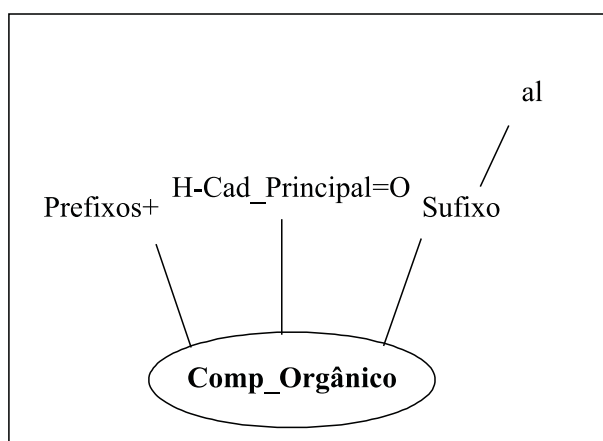 al
H-Cad_Principal=O
Prefixos+
Sufixo
Comp_Orgânico